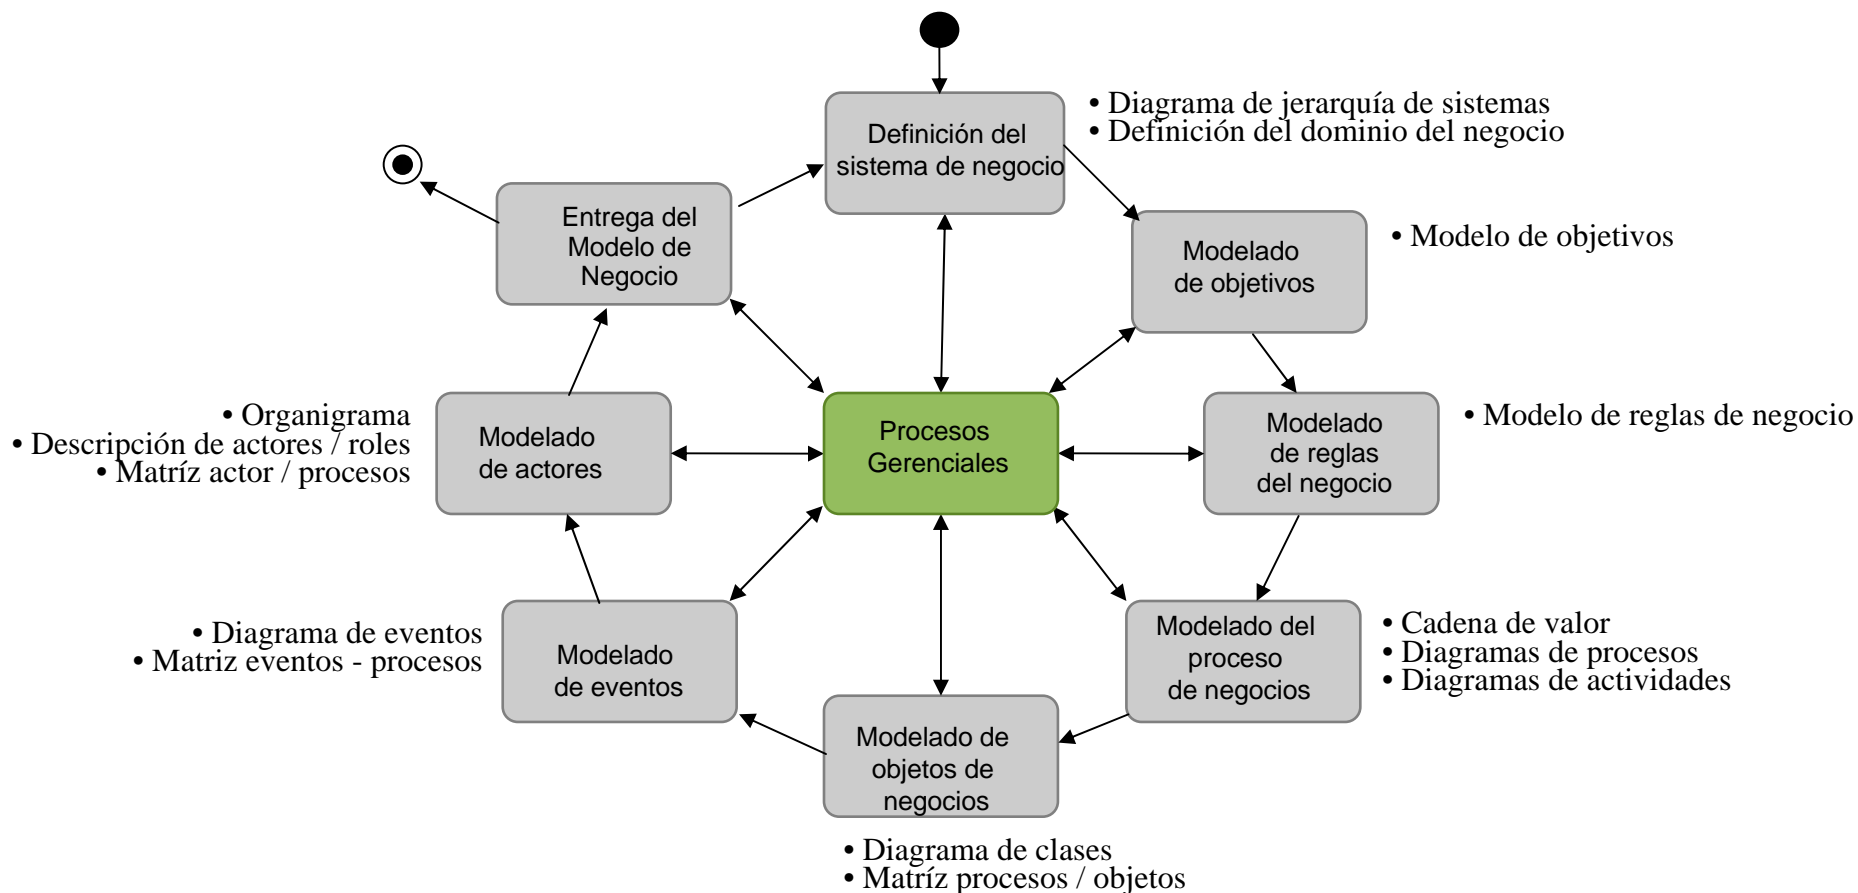 Definición del
sistema de negocio
• Diagrama de jerarquía de sistemas
• Definición del dominio del negocio
Entrega del
Modelo de
Negocio
Modelado
de objetivos
• Modelo de objetivos
• Organigrama
• Descripción de actores / roles
• Matríz actor / procesos
Modelado
de actores
Procesos
Gerenciales
Modelado
de reglas
del negocio
• Modelo de reglas de negocio
• Diagrama de eventos
• Matriz eventos - procesos
Modelado
de eventos
Modelado del
proceso
de negocios
• Cadena de valor
• Diagramas de procesos
• Diagramas de actividades
Modelado de
objetos de
negocios
• Diagrama de clases
• Matríz procesos / objetos